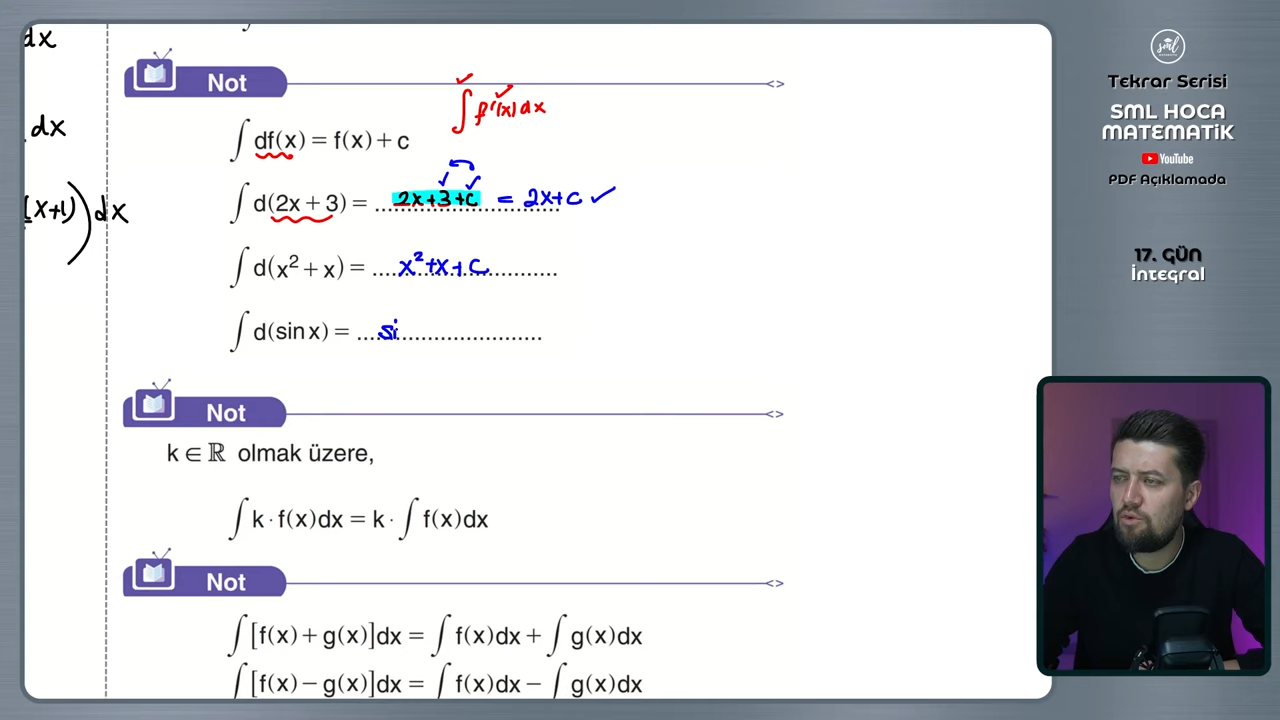 dx
dx
(x+1) dx
Not
∫ f'(x) dx
∫ df(x) = f(x) + c
∫ d(2x + 3) = 2x+3+c = 2x+c ✓
∫ d(x² + x) = .... x²+x+c ............
∫ d(sin x) = .... si ......................
Not
k ∈ ℝ olmak üzere,
∫ k · f(x)dx = k · ∫ f(x)dx
Not
∫ [f(x) + g(x)]dx = ∫ f(x)dx + ∫ g(x)dx
∫ [f(x) − g(x)]dx = ∫ f(x)dx − ∫ g(x)dx
sml
Tekrar Serisi
SML HOCA
MATEMATİK
YouTube
PDF Açıklamada
17. GÜN
İntegral